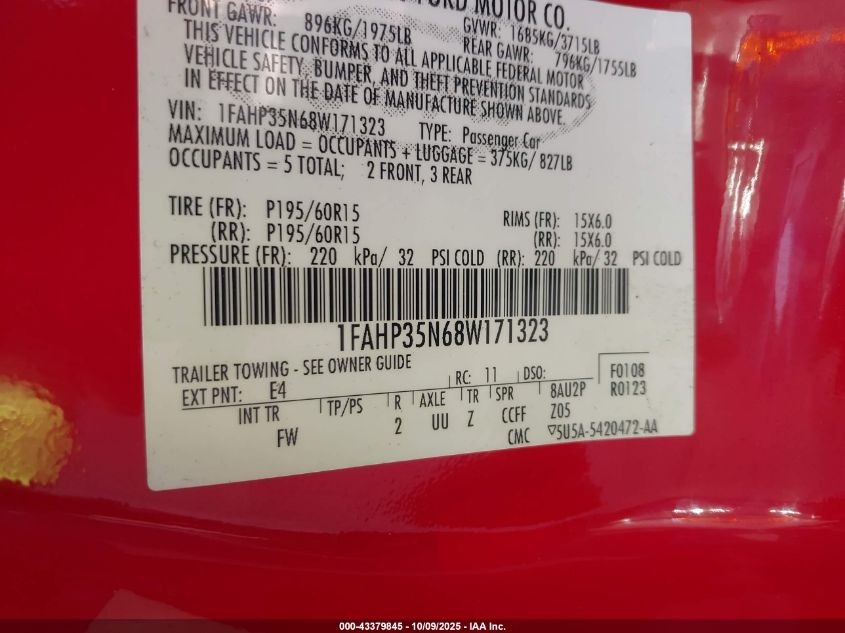 FORD MOTOR CO.
FRONT GAWR: 896KG/1975LB GVWR: 1685KG/3715LB
REAR GAWR: 796KG/1755LB
THIS VEHICLE CONFORMS TO ALL APPLICABLE FEDERAL MOTOR
VEHICLE SAFETY, BUMPER, AND THEFT PREVENTION STANDARDS
IN EFFECT ON THE DATE OF MANUFACTURE SHOWN ABOVE.
VIN: 1FAHP35N68W171323 TYPE: Passenger Car
MAXIMUM LOAD = OCCUPANTS + LUGGAGE = 375KG/ 827LB
OCCUPANTS = 5 TOTAL; 2 FRONT, 3 REAR
TIRE (FR): P195/60R15 RIMS (FR): 15X6.0
(RR): P195/60R15 (RR): 15X6.0
PRESSURE (FR): 220 kPa/ 32 PSI COLD (RR): 220 kPa/ 32 PSI COLD
1FAHP35N68W171323
TRAILER TOWING - SEE OWNER GUIDE
EXT PNT: E4 RC: 11 DSO: F0108
R0123
INT TR TP/PS R AXLE TR SPR 8AU2P
FW 2 UU Z CCFF Z05
CMC ▽5U5A-5420472-AA
000-43379845 - 10/09/2025 - IAA Inc.